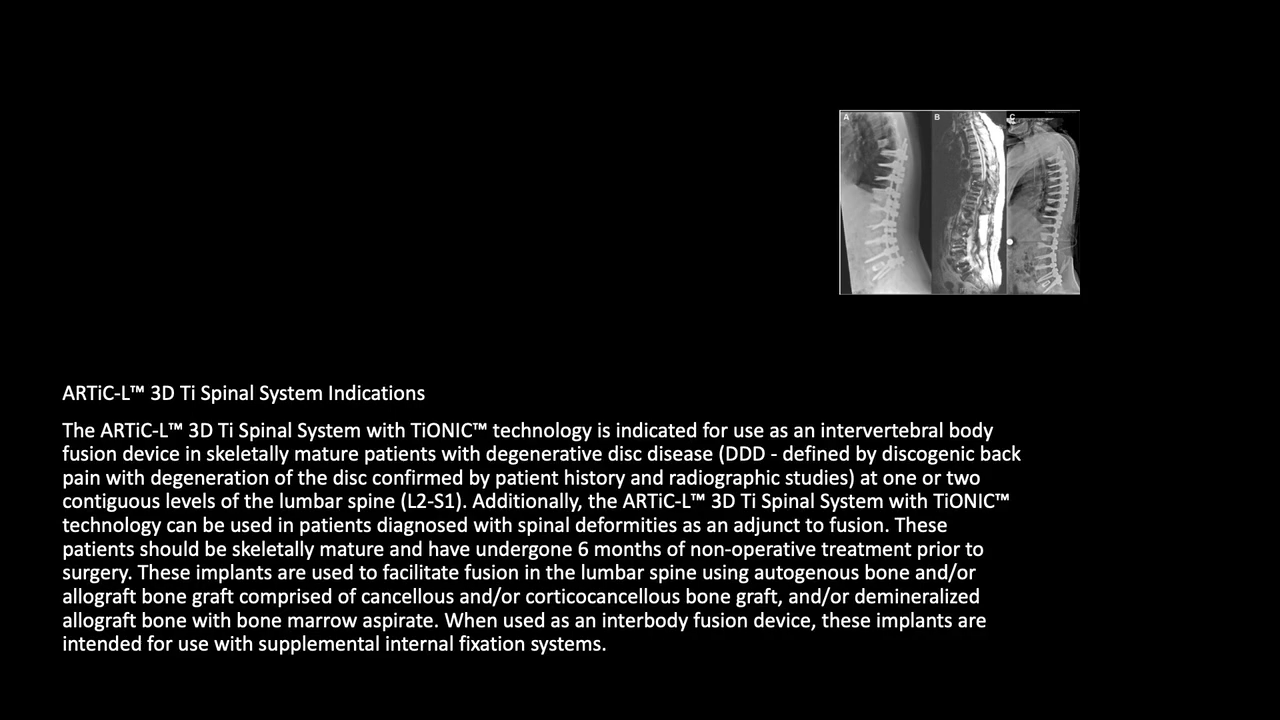 A B C
ARTiC-L™ 3D Ti Spinal System Indications
The ARTiC-L™ 3D Ti Spinal System with TiONIC™ technology is indicated for use as an intervertebral body
fusion device in skeletally mature patients with degenerative disc disease (DDD - defined by discogenic back
pain with degeneration of the disc confirmed by patient history and radiographic studies) at one or two
contiguous levels of the lumbar spine (L2-S1). Additionally, the ARTiC-L™ 3D Ti Spinal System with TiONIC™
technology can be used in patients diagnosed with spinal deformities as an adjunct to fusion. These
patients should be skeletally mature and have undergone 6 months of non-operative treatment prior to
surgery. These implants are used to facilitate fusion in the lumbar spine using autogenous bone and/or
allograft bone graft comprised of cancellous and/or corticocancellous bone graft, and/or demineralized
allograft bone with bone marrow aspirate. When used as an interbody fusion device, these implants are
intended for use with supplemental internal fixation systems.